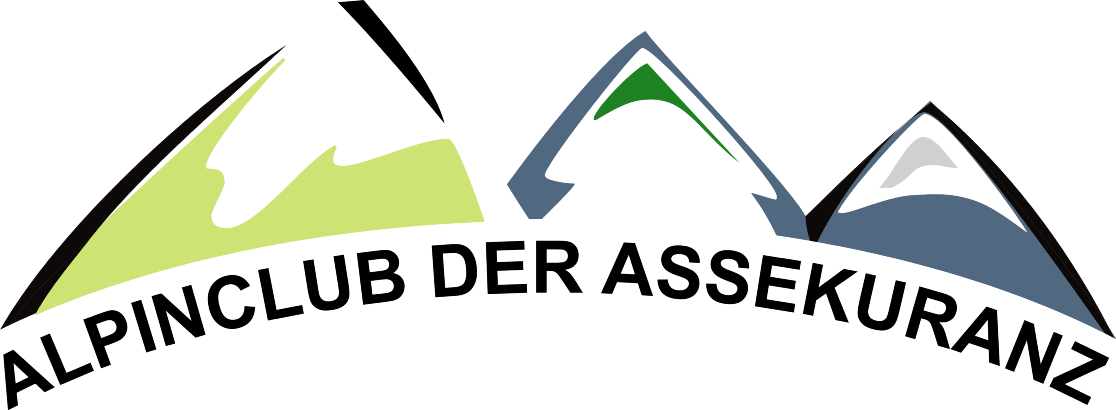 ALPINCLUB DER ASSEKURANZ